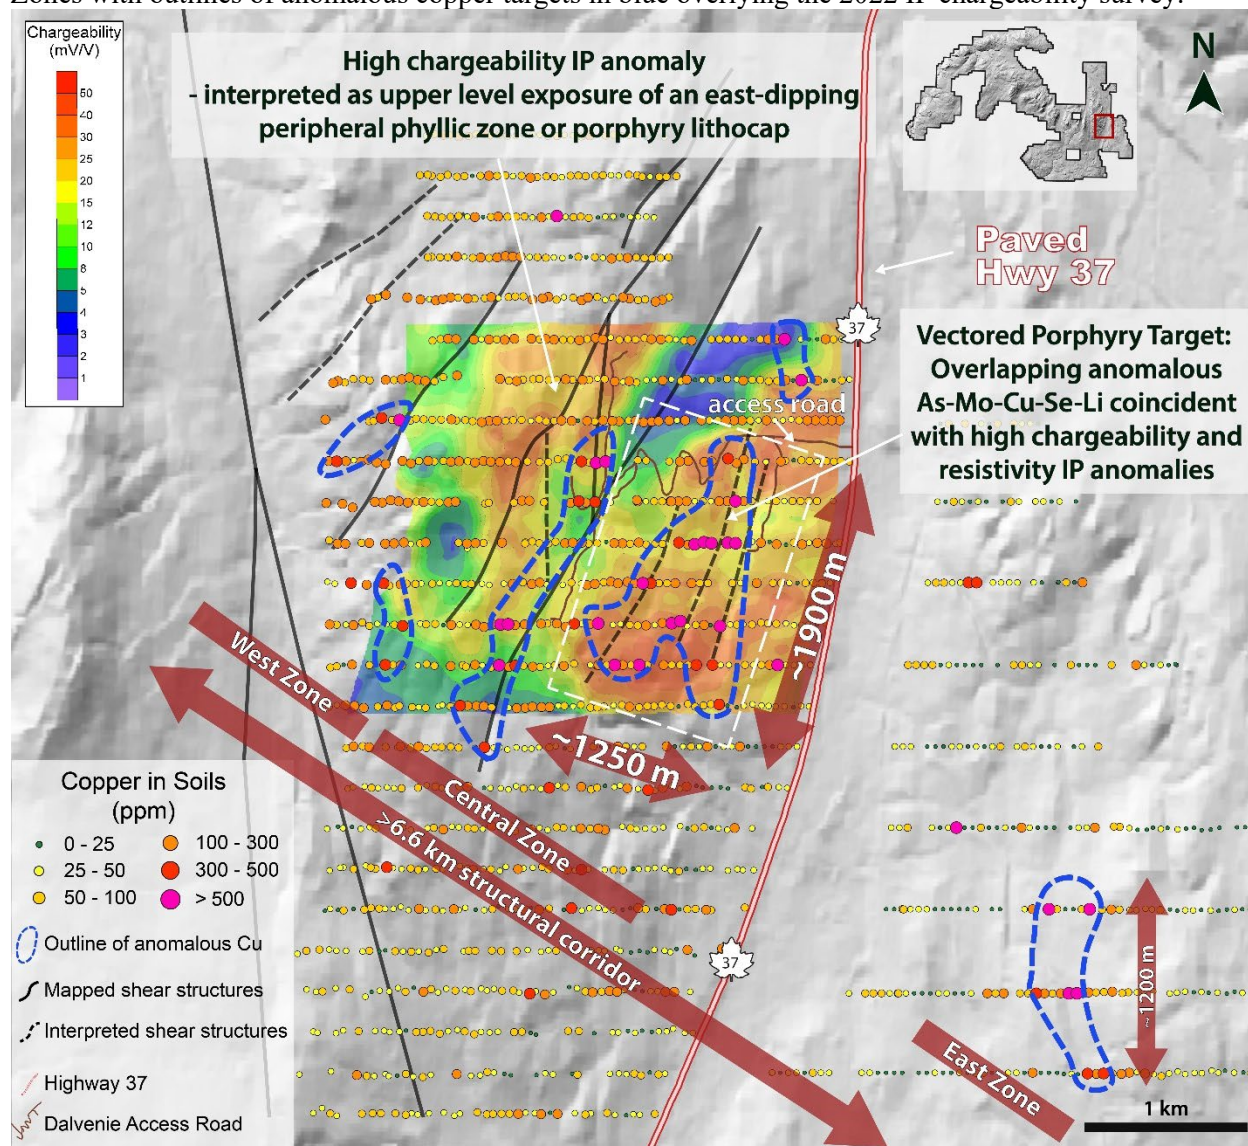 Zones with outlines of anomalous copper targets in blue overlying the 2022 IP chargeability survey.
Chargeability
(mV/V)
50
40
30
25
20
15
12
10
8
5
4
3
2
1
High chargeability IP anomaly
- interpreted as upper level exposure of an east-dipping
peripheral phyllic zone or porphyry lithocap
N
Paved
Hwy 37
37
Vectored Porphyry Target:
Overlapping anomalous
As-Mo-Cu-Se-Li coincident
with high chargeability and
resistivity IP anomalies
access road
~1900 m
West Zone
~1250 m
Central Zone
>6.6 km structural corridor
37
~1200 m
East Zone
1 km
Copper in Soils
(ppm)
0 - 25
100 - 300
25 - 50
300 - 500
50 - 100
> 500
Outline of anomalous Cu
Mapped shear structures
Interpreted shear structures
Highway 37
Dalvenie Access Road